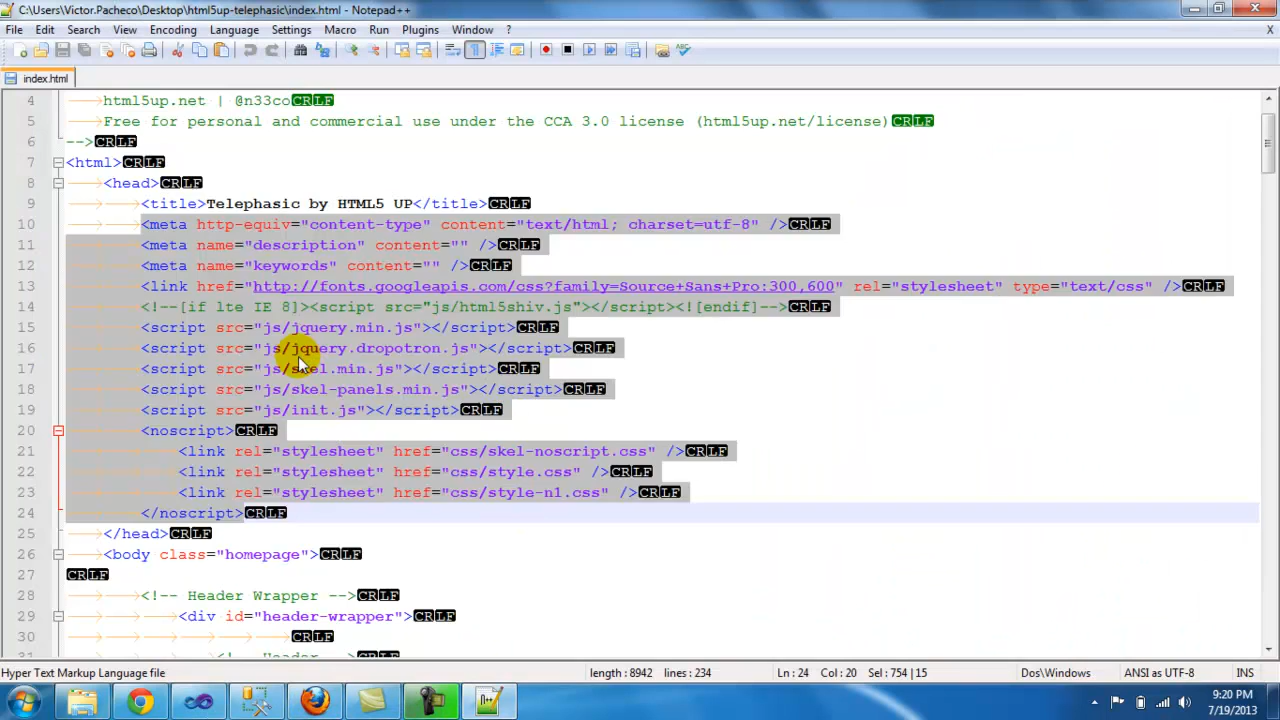 C:\Users\Victor.Pacheco\Desktop\html5up-telephasic\index.html - Notepad++
File Edit Search View Encoding Language Settings Macro Run Plugins Window ? X
index.html
4 html5up.net | @n33coCRLF
5 Free for personal and commercial use under the CCA 3.0 license (html5up.net/license)CRLF
6 -->CRLF
7 <html>CRLF
8 <head>CRLF
9 <title>Telephasic by HTML5 UP</title>CRLF
10 <meta http-equiv="content-type" content="text/html; charset=utf-8" />CRLF
11 <meta name="description" content="" />CRLF
12 <meta name="keywords" content="" />CRLF
13 <link href="http://fonts.googleapis.com/css?family=Source+Sans+Pro:300,600" rel="stylesheet" type="text/css" />CRLF
14 <!--[if lte IE 8]><script src="js/html5shiv.js"></script><![endif]-->CRLF
15 <script src="js/jquery.min.js"></script>CRLF
16 <script src="js/jquery.dropotron.js"></script>CRLF
17 <script src="js/skel.min.js"></script>CRLF
18 <script src="js/skel-panels.min.js"></script>CRLF
19 <script src="js/init.js"></script>CRLF
20 <noscript>CRLF
21 <link rel="stylesheet" href="css/skel-noscript.css" />CRLF
22 <link rel="stylesheet" href="css/style.css" />CRLF
23 <link rel="stylesheet" href="css/style-n1.css" />CRLF
24 </noscript>CRLF
25 </head>CRLF
26 <body class="homepage">CRLF
27 CRLF
28 <!-- Header Wrapper -->CRLF
29 <div id="header-wrapper">CRLF
30 CRLF
31 <!-- Header -->CRLF
Hyper Text Markup Language file length : 8942 lines : 234 Ln : 24 Col : 20 Sel : 754 | 15 Dos\Windows ANSI as UTF-8 INS
9:20 PM
7/19/2013